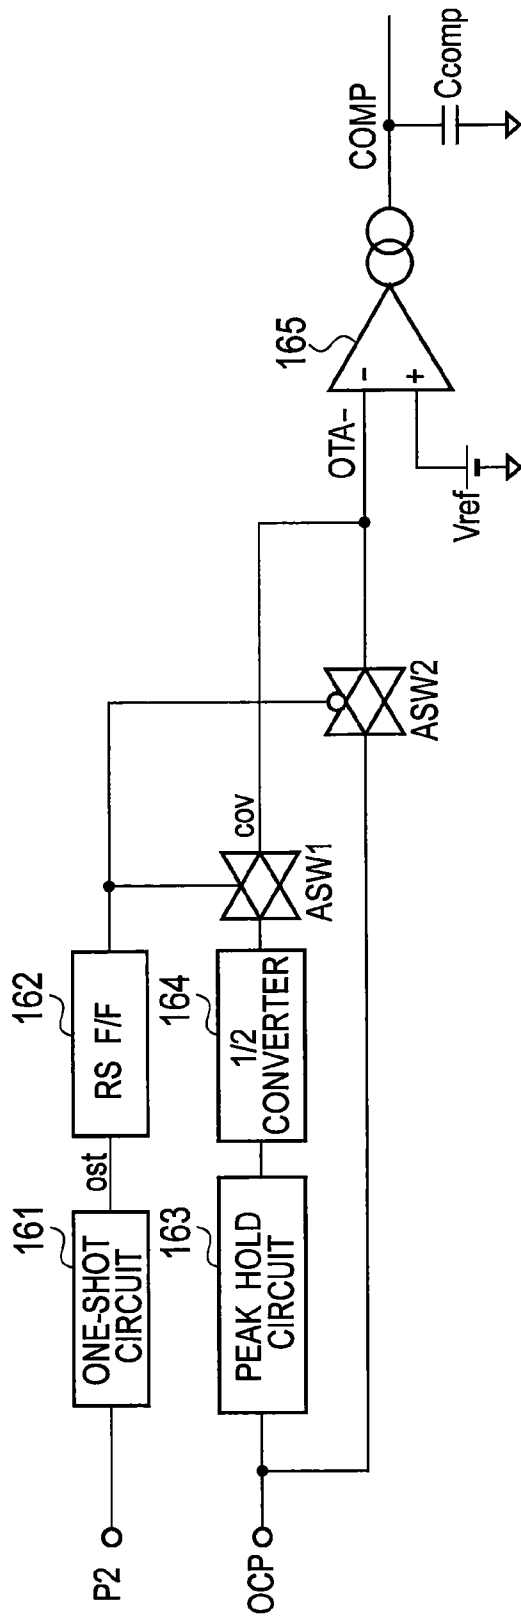 P2
161
ONE-SHOT
CIRCUIT
ost
162
RS F/F
OCP
163
PEAK HOLD
CIRCUIT
164
1/2
CONVERTER
ASW1
cov
ASW2
OTA-
165
-
+
Vref
COMP
Ccomp